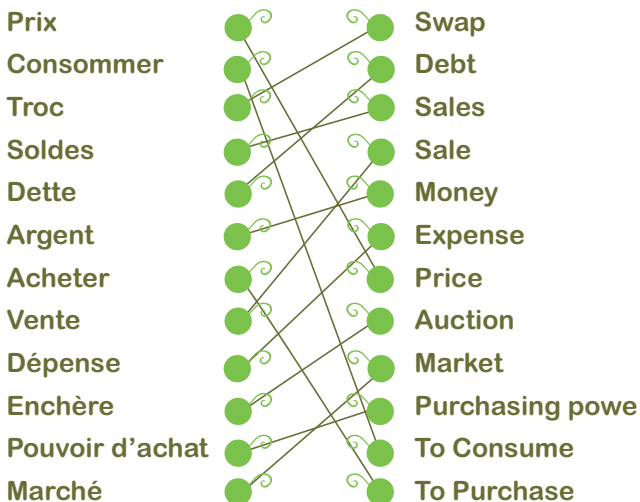 Prix Swap
Consommer Debt
Troc Sales
Soldes Sale
Dette Money
Argent Expense
Acheter Price
Vente Auction
Dépense Market
Enchère Purchasing powe
Pouvoir d’achat To Consume
Marché To Purchase